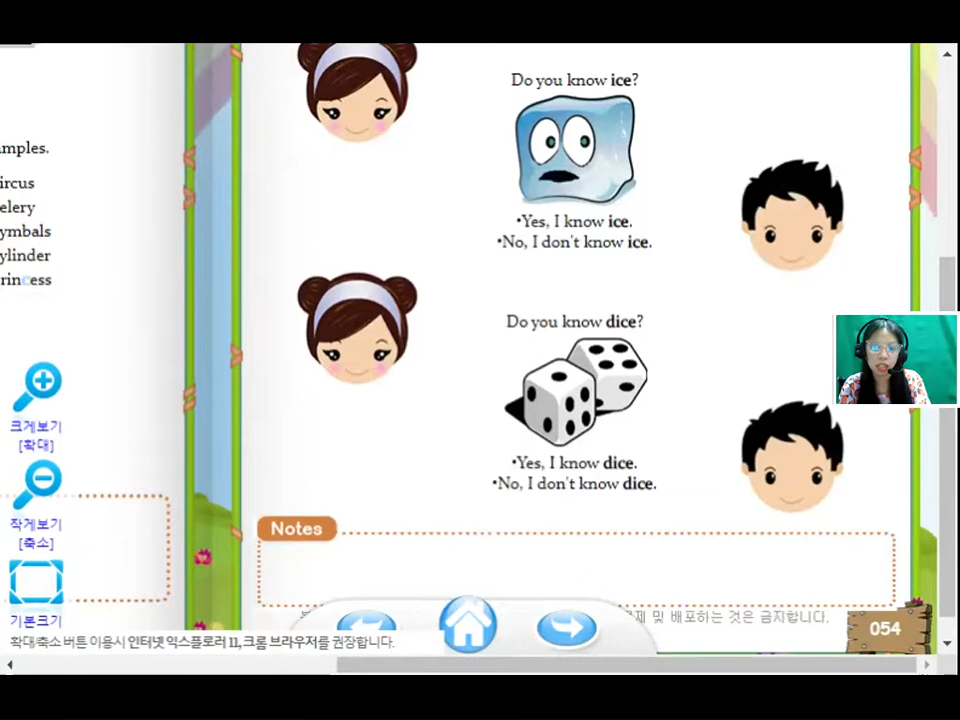 amples.
ircus
elery
ymbals
ylinder
rincess
크게보기
[확대]
작게보기
[축소]
기본크기
확대/축소 버튼 이용시 인터넷 익스플로러 11, 크롬 브라우저를 권장합니다.
Do you know ice?
•Yes, I know ice.
•No, I don't know ice.
Do you know dice?
•Yes, I know dice.
•No, I don't know dice.
Notes
및 배포하는 것은 금지합니다.
054